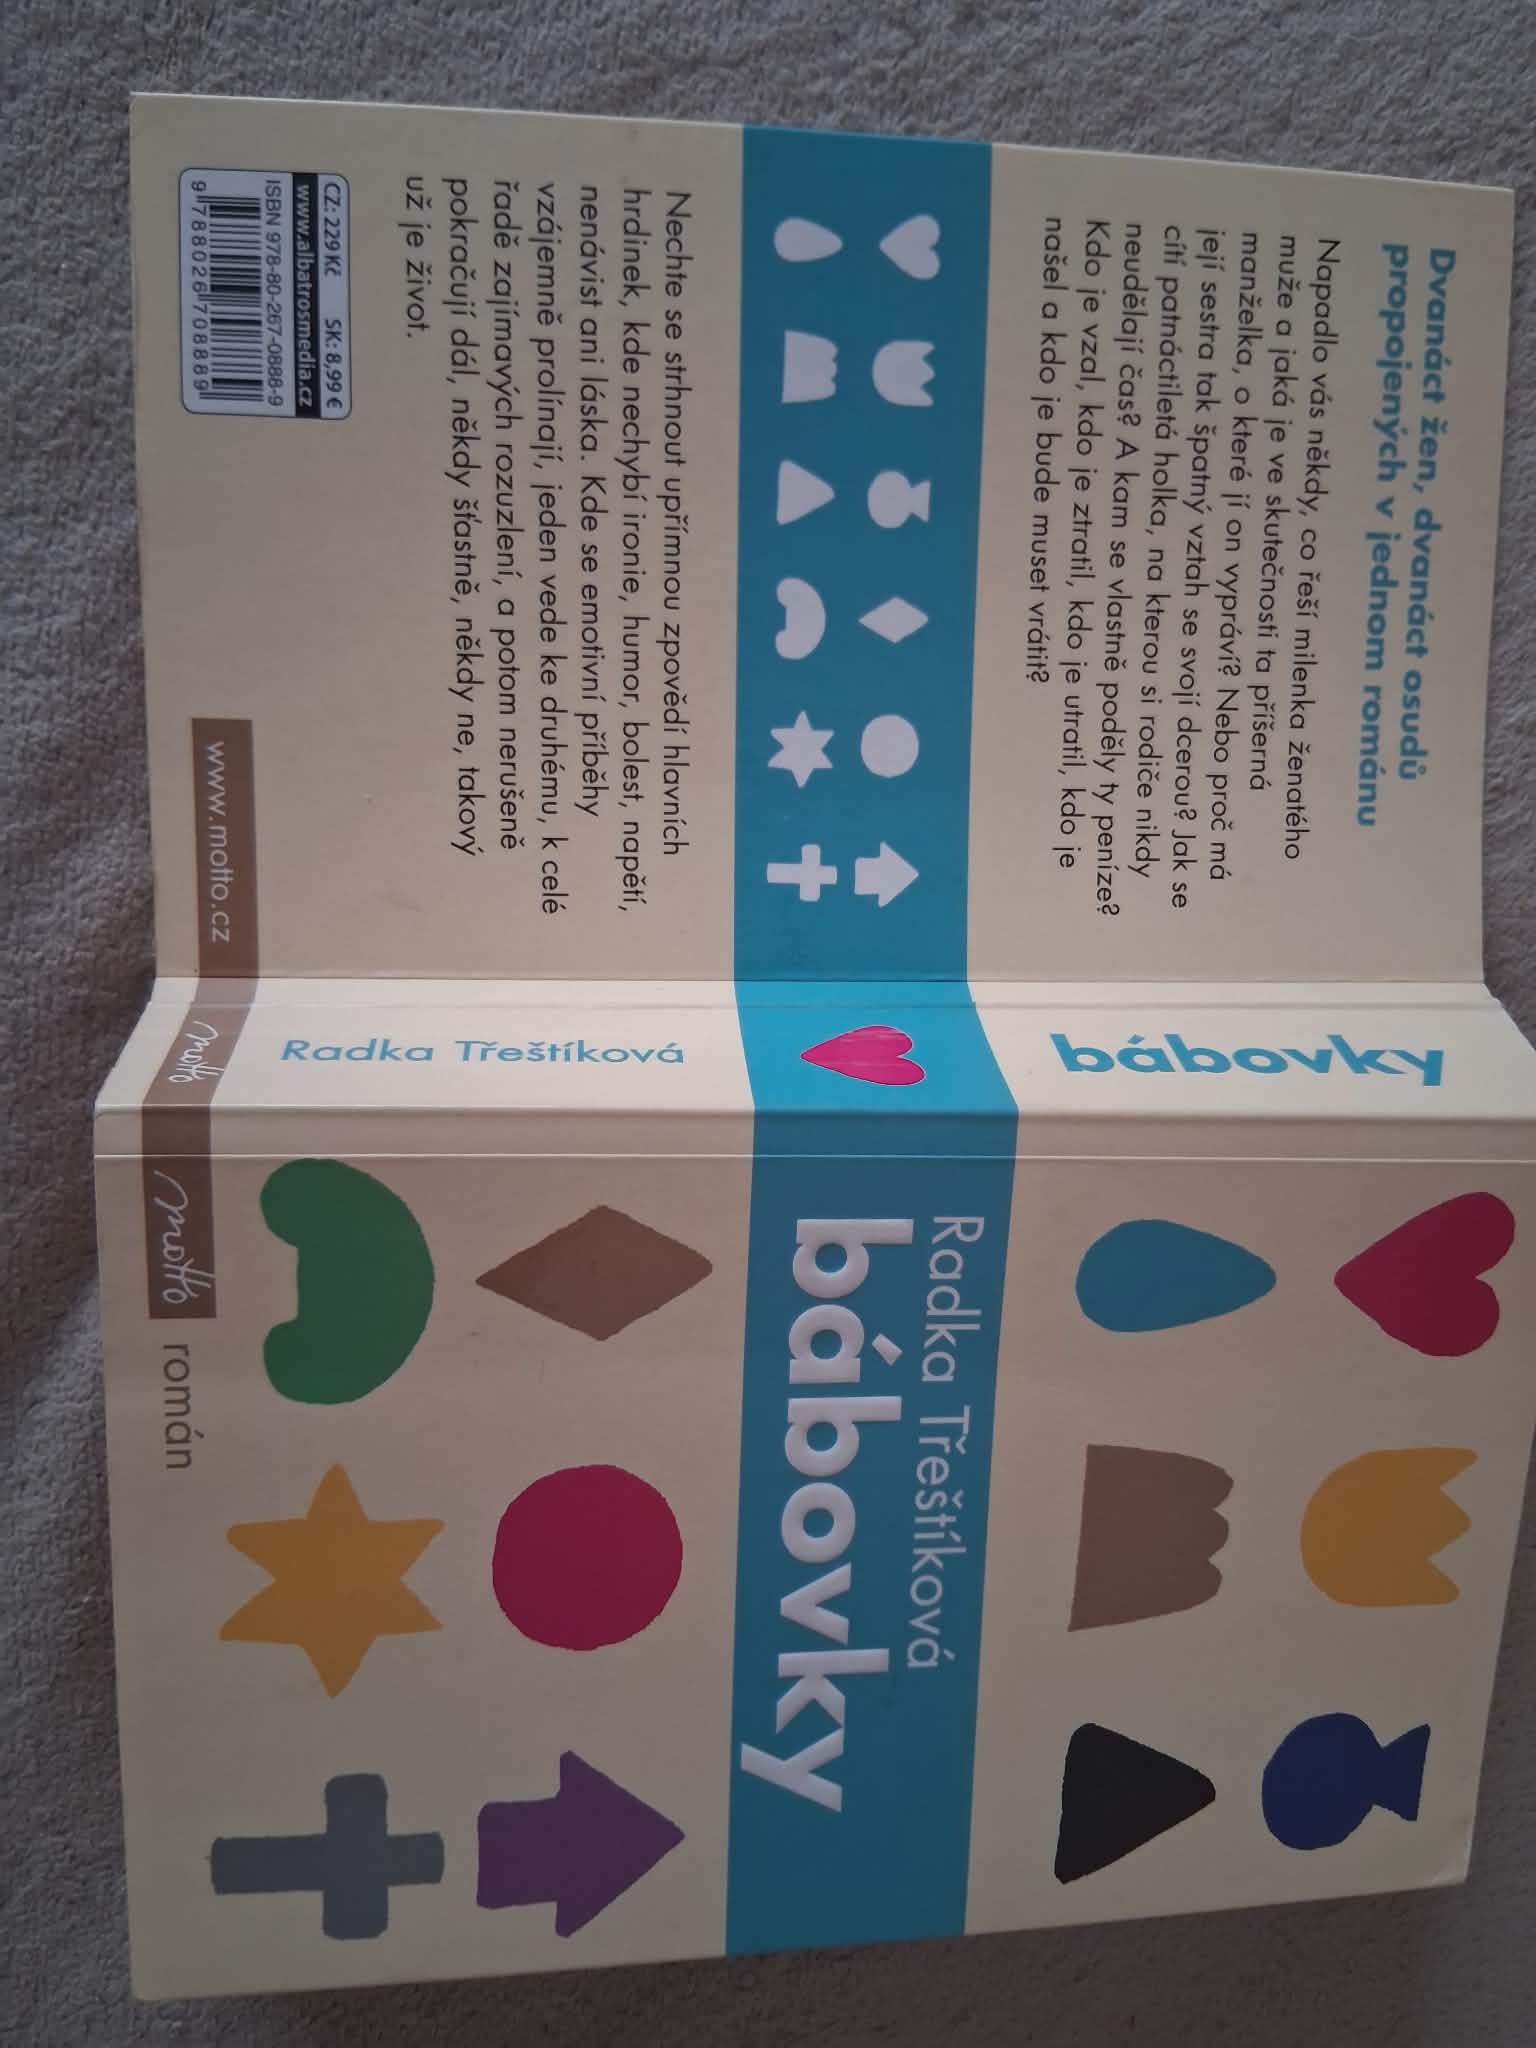 Dvanáct žen, dvanáct osudů
propojených v jednom románu
Napadlo vás někdy, co řeší milenka ženatého
muže a jaká je ve skutečnosti ta příšerná
manželka, o které jí on vypráví? Nebo proč má
její sestra tak špatný vztah se svojí dcerou? Jak se
cítí patnáctiletá holka, na kterou si rodiče nikdy
neudělají čas? A kam se vlastně poděly ty peníze?
Kdo je vzal, kdo je ztratil, kdo je utratil, kdo je
našel a kdo je bude muset vrátit?
Nechte se strhnout upřímnou zpovědí hlavních
hrdinek, kde nechybí ironie, humor, bolest, napětí,
nenávist ani láska. Kde se emotivní příběhy
vzájemně prolínají, jeden vede ke druhému, k celé
řadě zajímavých rozuzlení, a potom nerušeně
pokračují dál, někdy šťastně, někdy ne, takový
už je život.
CZ: 229 Kč SK: 8,99 €
www.albatrosmedia.cz
ISBN 978-80-267-0888-9
9 788026 708889
www.motto.cz
bábovky
Radka Třeštíková
motto
Radka Třeštíková
bábovky
motto román